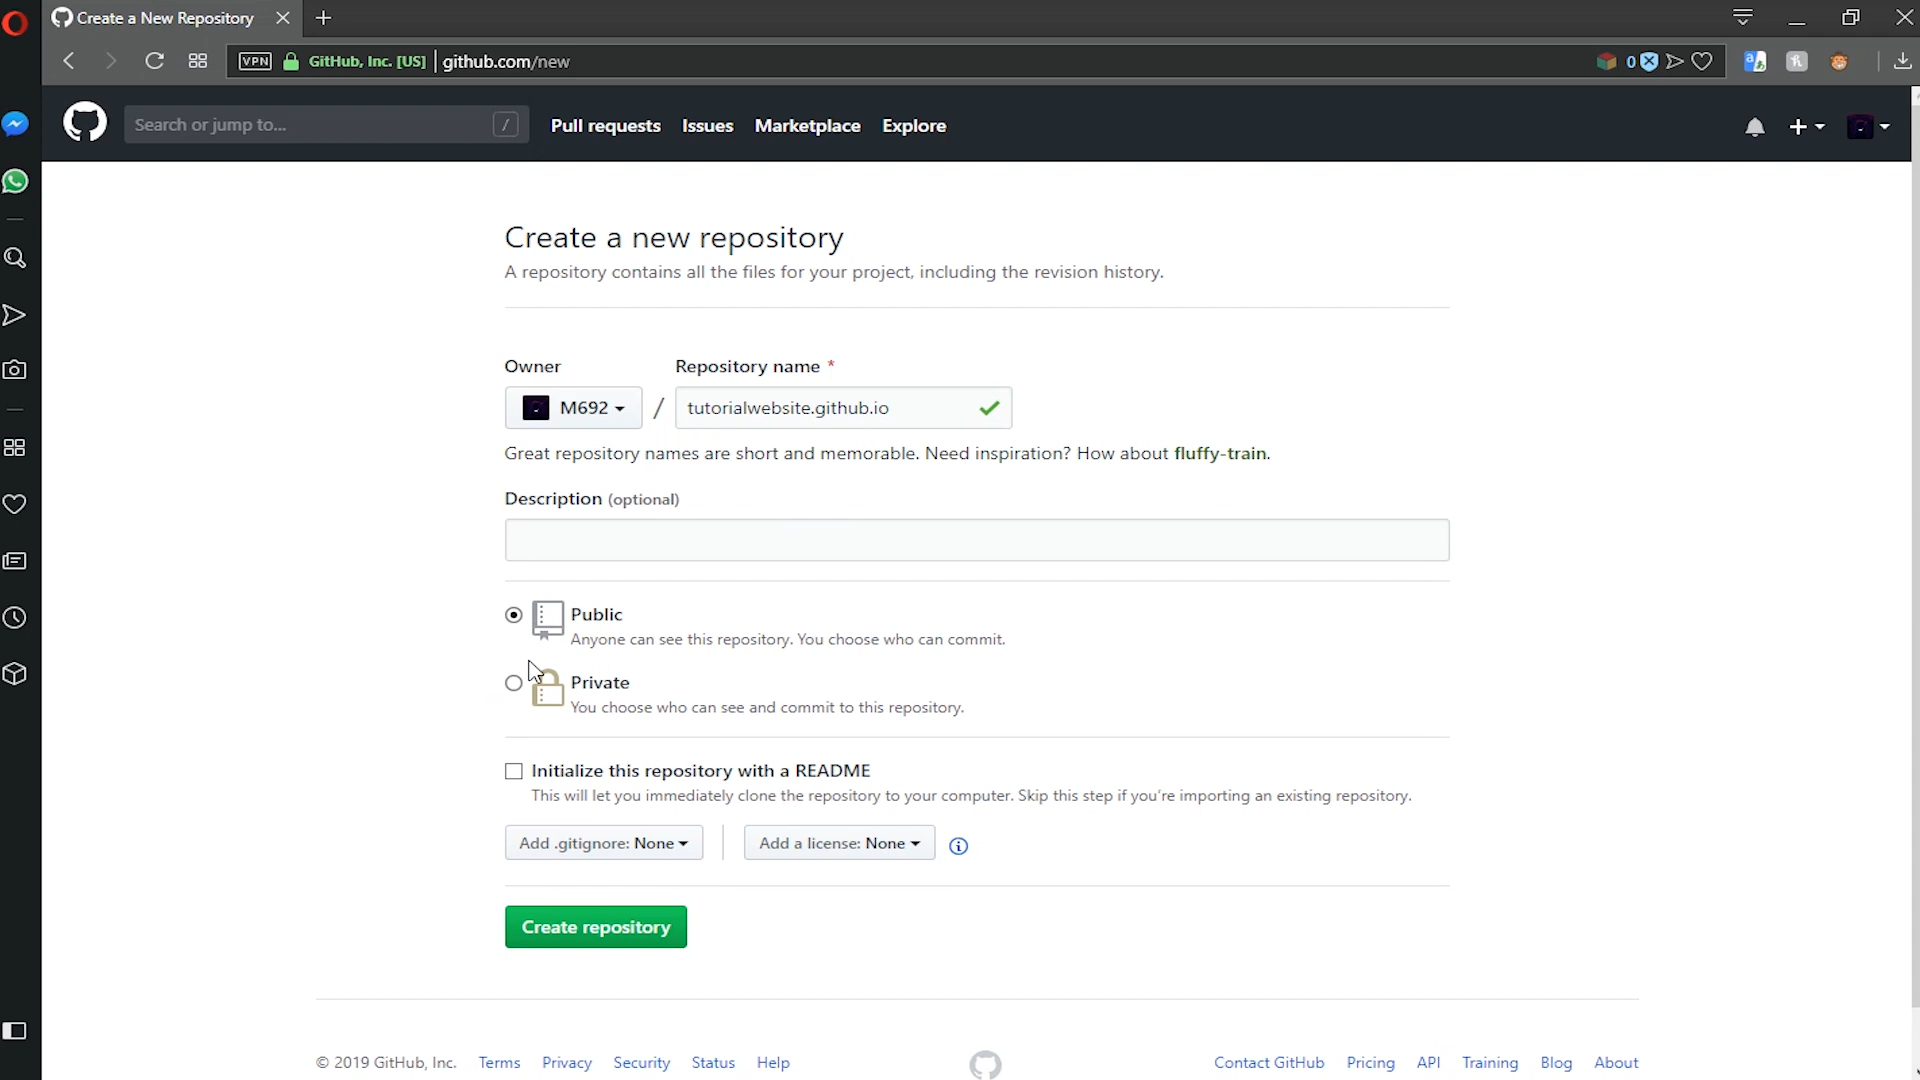 Create a New Repository
VPN GitHub, Inc. [US] github.com/new 0
Search or jump to... / Pull requests Issues Marketplace Explore
Create a new repository
A repository contains all the files for your project, including the revision history.
Owner Repository name *
M692 / tutorialwebsite.github.io
Great repository names are short and memorable. Need inspiration? How about fluffy-train.
Description (optional)
Public
Anyone can see this repository. You choose who can commit.
Private
You choose who can see and commit to this repository.
Initialize this repository with a README
This will let you immediately clone the repository to your computer. Skip this step if you're importing an existing repository.
Add .gitignore: None Add a license: None
Create repository
© 2019 GitHub, Inc. Terms Privacy Security Status Help Contact GitHub Pricing API Training Blog About